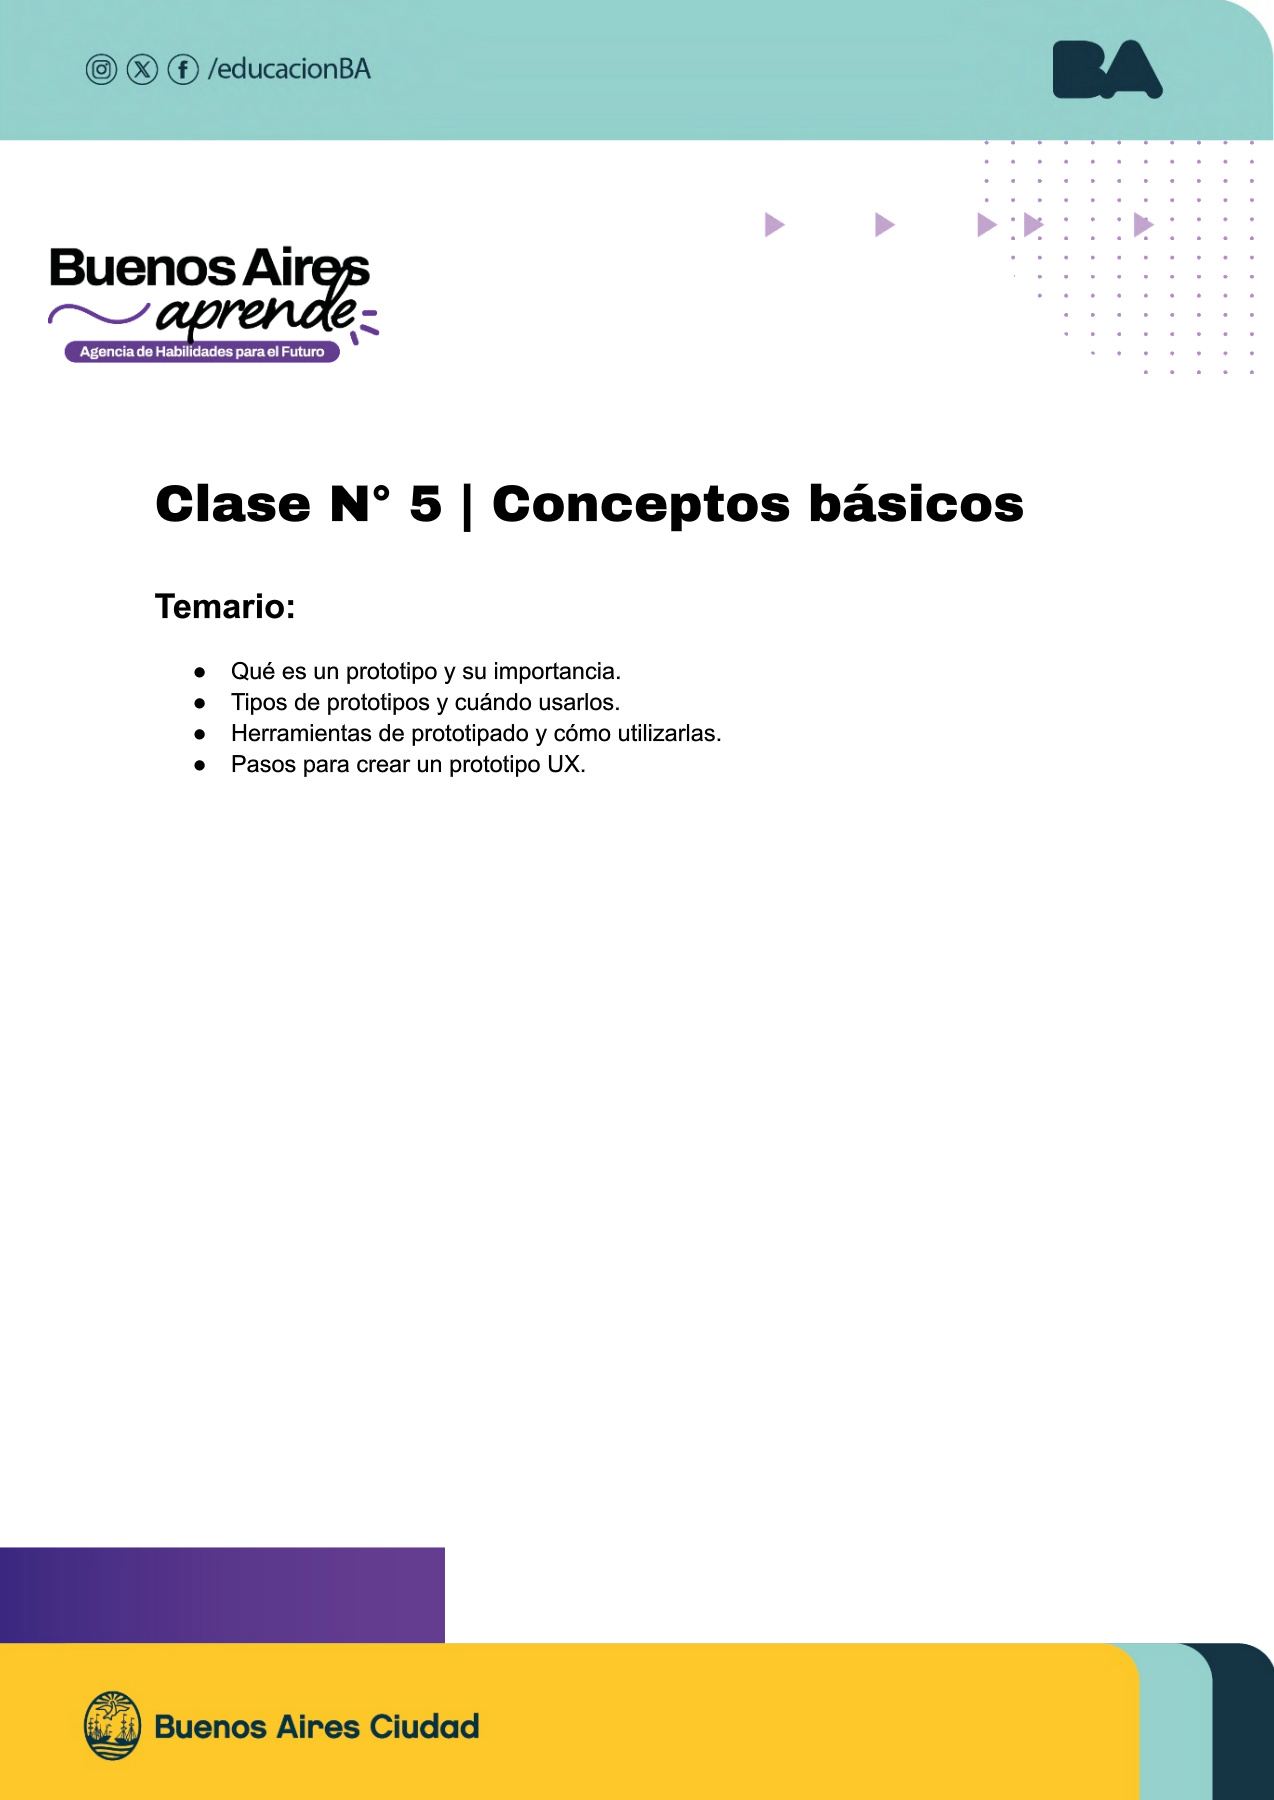 /educacionBA
BA
Buenos Aires
aprende
Agencia de Habilidades para el Futuro
Clase N° 5 | Conceptos básicos
Temario:
● Qué es un prototipo y su importancia.
● Tipos de prototipos y cuándo usarlos.
● Herramientas de prototipado y cómo utilizarlas.
● Pasos para crear un prototipo UX.
Buenos Aires Ciudad